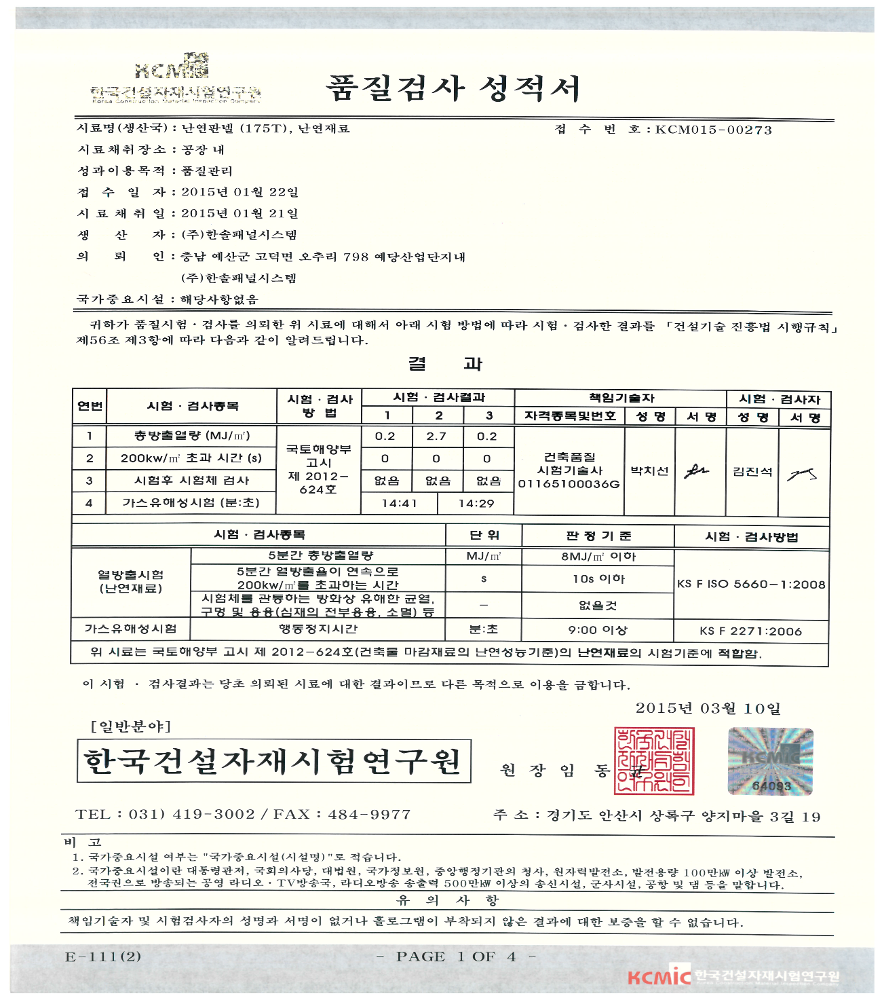 KCMiC
한국건설자재시험연구원
Korea Construction Material Inspection Company
품질검사 성적서
시료명(생산국) : 난연판넬 (175T), 난연재료
접 수 번 호 : KCM015-00273
시료채취장소 : 공장 내
성과이용목적 : 품질관리
접 수 일 자 : 2015년 01월 22일
시 료 채 취 일 : 2015년 01월 21일
생 산 자 : (주)한솔패널시스템
의 뢰 인 : 충남 예산군 고덕면 오추리 798 예당산업단지내
(주)한솔패널시스템
국가중요시설 : 해당사항없음
귀하가 품질시험 · 검사를 의뢰한 위 시료에 대해서 아래 시험 방법에 따라 시험 · 검사한 결과를 「건설기술 진흥법 시행규칙」
제56조 제3항에 따라 다음과 같이 알려드립니다.
결 과
연번 시험 · 검사종목 시험 · 검사 방 법 시험 · 검사결과 책임기술자 시험 · 검사자
1 2 3 자격종목및번호 성 명 서 명 성 명 서 명
1 총방출열량 (MJ/㎡) 0.2 2.7 0.2
2 200kw/㎡ 초과 시간 (s) 0 0 0
3 시험후 시험체 검사 없음 없음 없음
4 가스유해성시험 (분:초) 14:41 14:29
국토해양부
고시
제 2012-
624호
건축품질
시험기술사
01165100036G
박치선
김진석
시험 · 검사종목 단 위 판 정 기 준 시험 · 검사방법
열방출시험
(난연재료)
5분간 총방출열량 MJ/㎡ 8MJ/㎡ 이하
5분간 열방출율이 연속으로
200kw/㎡를 초과하는 시간 s 10s 이하
KS F ISO 5660-1:2008
시험체를 관통하는 방화상 유해한 균열,
구멍 및 용융(심재의 전부용융, 소멸) 등 - 없을것
가스유해성시험 행동정지시간 분:초 9:00 이상 KS F 2271:2006
위 시료는 국토해양부 고시 제 2012-624호(건축물 마감재료의 난연성능기준)의 난연재료의 시험기준에 적합함.
이 시험 · 검사결과는 당초 의뢰된 시료에 대한 결과이므로 다른 목적으로 이용을 금합니다.
2015년 03월 10일
[일반분야]
한국건설자재시험연구원
원 장 임 동 균
KCMiC
64093
TEL : 031) 419-3002 / FAX : 484-9977
주 소 : 경기도 안산시 상록구 양지마을 3길 19
비 고
1. 국가중요시설 여부는 "국가중요시설(시설명)"로 적습니다.
2. 국가중요시설이란 대통령관저, 국회의사당, 대법원, 국가정보원, 중앙행정기관의 청사, 원자력발전소, 발전용량 100만㎾ 이상 발전소,
전국권으로 방송되는 공영 라디오 · TV방송국, 라디오방송 송출력 500만㎾ 이상의 송신시설, 군사시설, 공항 및 댐 등을 말합니다.
유 의 사 항
책임기술자 및 시험검사자의 성명과 서명이 없거나 홀로그램이 부착되지 않은 결과에 대한 보증을 할 수 없습니다.
E-111(2)
- PAGE 1 OF 4 -
KCMiC 한국건설자재시험연구원
Korea Construction Material Inspection Company